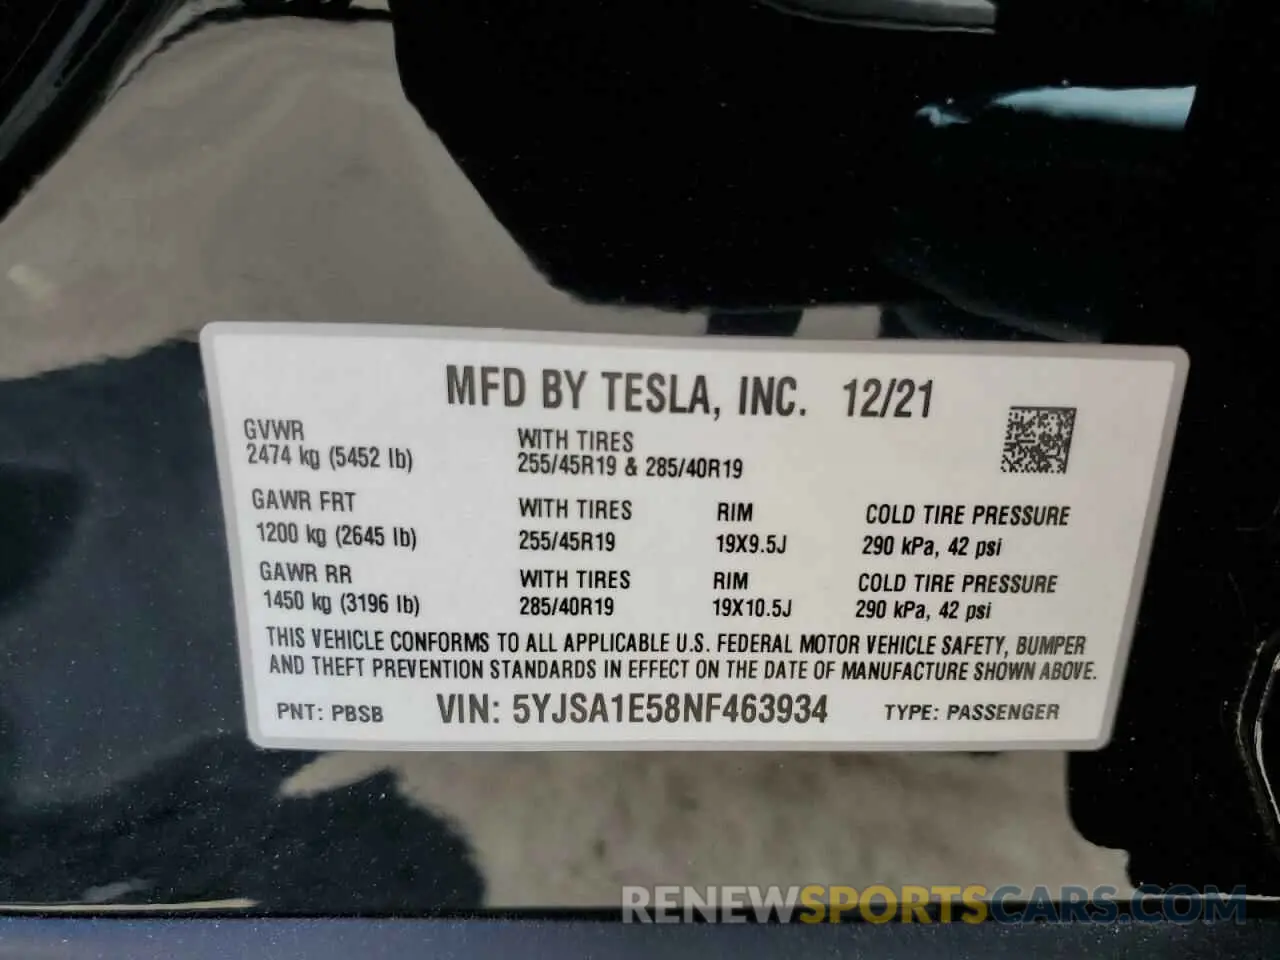 MFD BY TESLA, INC. 12/21
GVWR
2474 kg (5452 lb)
WITH TIRES
255/45R19 & 285/40R19
GAWR FRT
1200 kg (2645 lb)
WITH TIRES
255/45R19
RIM
19X9.5J
COLD TIRE PRESSURE
290 kPa, 42 psi
GAWR RR
1450 kg (3196 lb)
WITH TIRES
285/40R19
RIM
19X10.5J
COLD TIRE PRESSURE
290 kPa, 42 psi
THIS VEHICLE CONFORMS TO ALL APPLICABLE U.S. FEDERAL MOTOR VEHICLE SAFETY, BUMPER
AND THEFT PREVENTION STANDARDS IN EFFECT ON THE DATE OF MANUFACTURE SHOWN ABOVE.
PNT: PBSB VIN: 5YJSA1E58NF463934 TYPE: PASSENGER
RENEWSPORTSCARS.COM